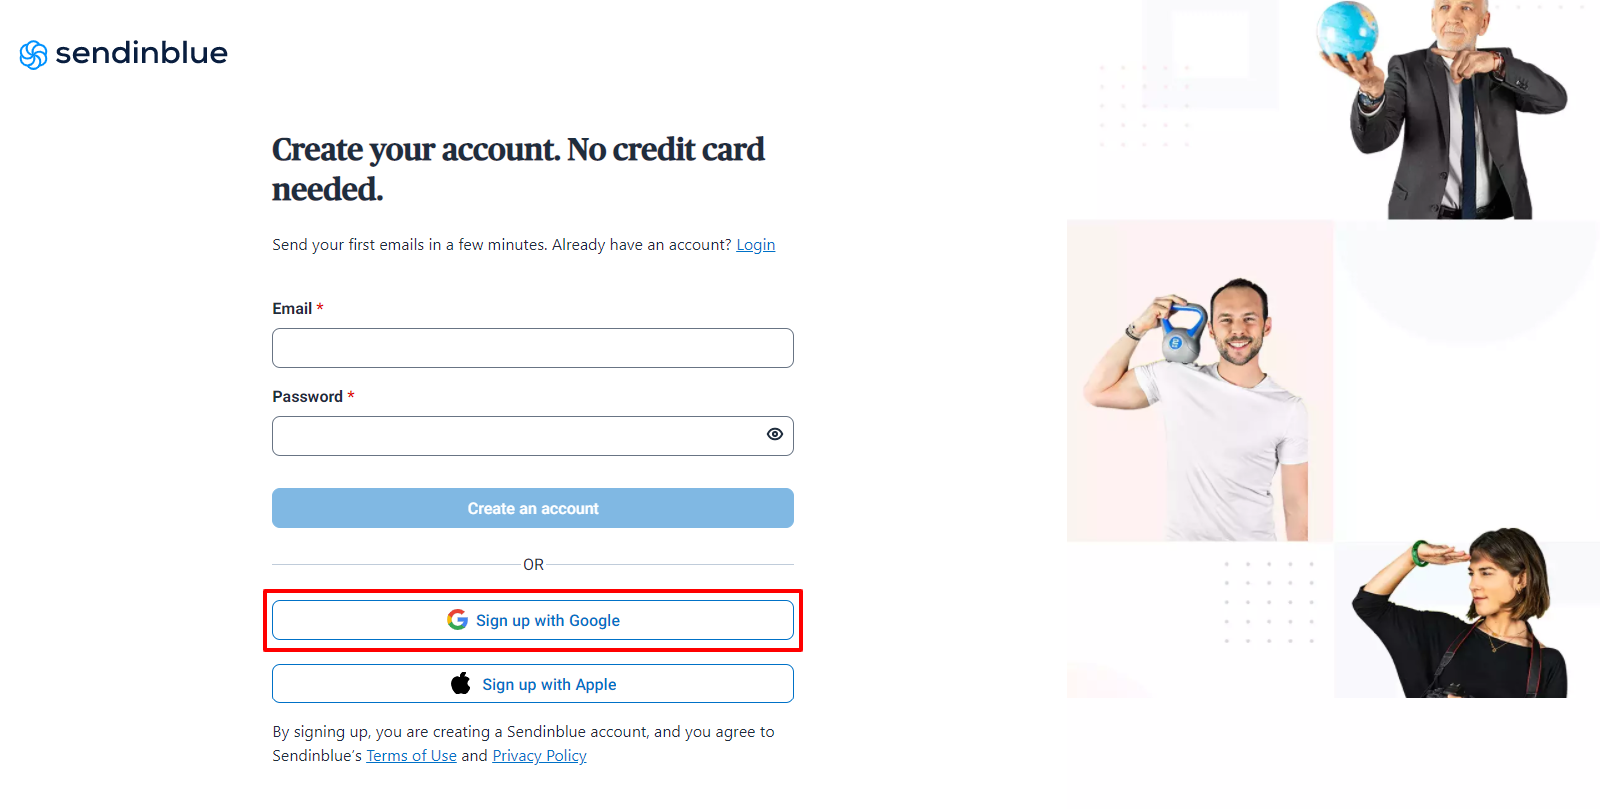 sendinblue
Create your account. No credit card
needed.
Send your first emails in a few minutes. Already have an account? Login
Email *
Password *
Create an account
OR
Sign up with Google
Sign up with Apple
By signing up, you are creating a Sendinblue account, and you agree to
Sendinblue’s Terms of Use and Privacy Policy